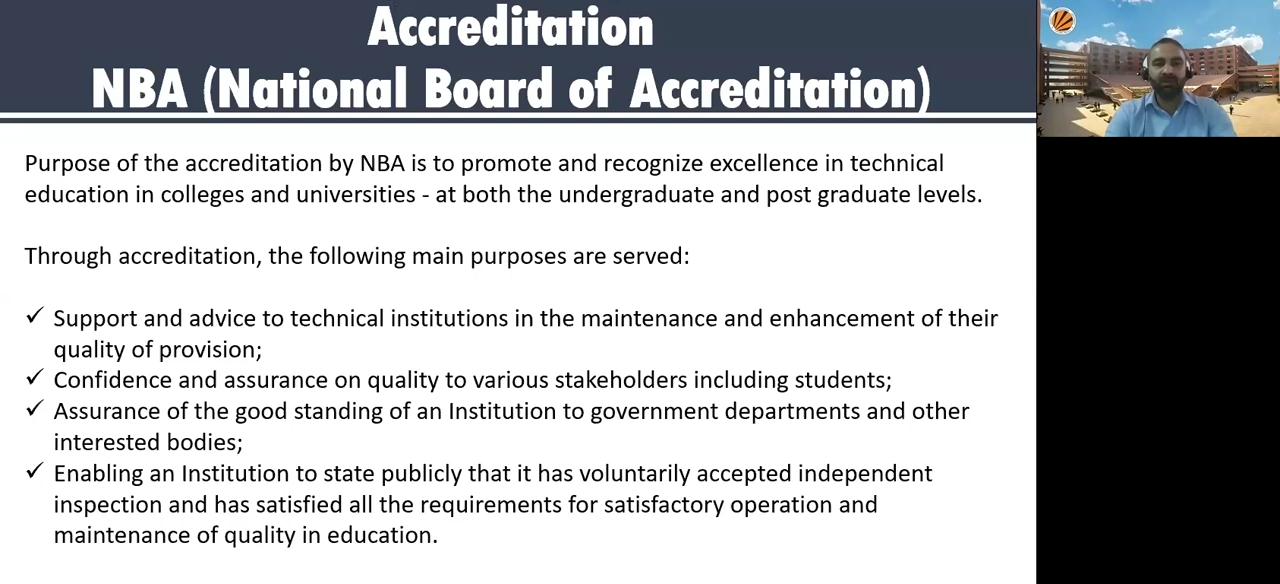 Accreditation
NBA (National Board of Accreditation)
Purpose of the accreditation by NBA is to promote and recognize excellence in technical
education in colleges and universities - at both the undergraduate and post graduate levels.
Through accreditation, the following main purposes are served:
✓ Support and advice to technical institutions in the maintenance and enhancement of their
quality of provision;
✓ Confidence and assurance on quality to various stakeholders including students;
✓ Assurance of the good standing of an Institution to government departments and other
interested bodies;
✓ Enabling an Institution to state publicly that it has voluntarily accepted independent
inspection and has satisfied all the requirements for satisfactory operation and
maintenance of quality in education.